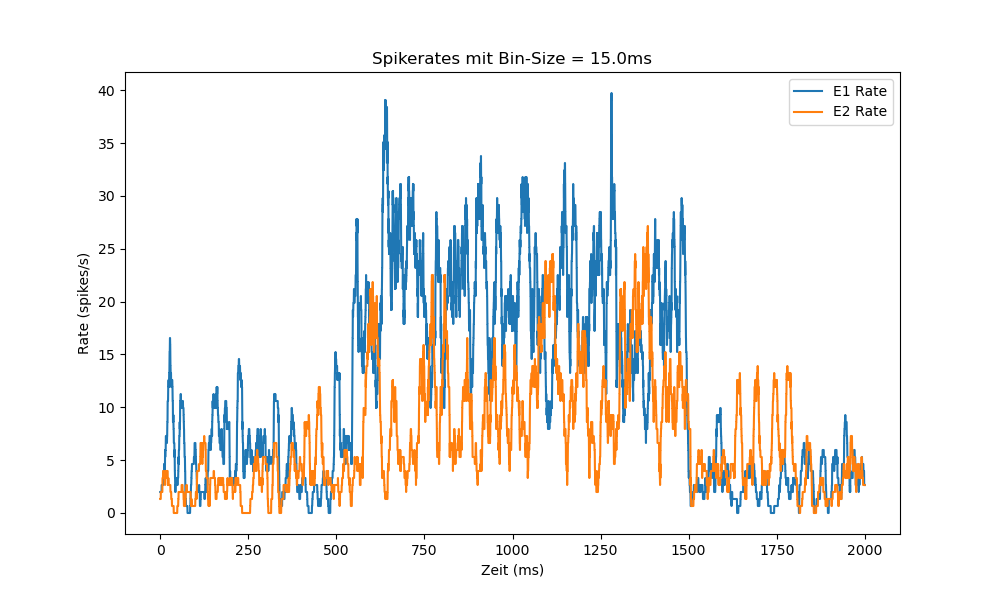 Spikerates mit Bin-Size = 15.0ms
E1 Rate
E2 Rate
Rate (spikes/s)
40
35
30
25
20
15
10
5
0
0 250 500 750 1000 1250 1500 1750 2000
Zeit (ms)